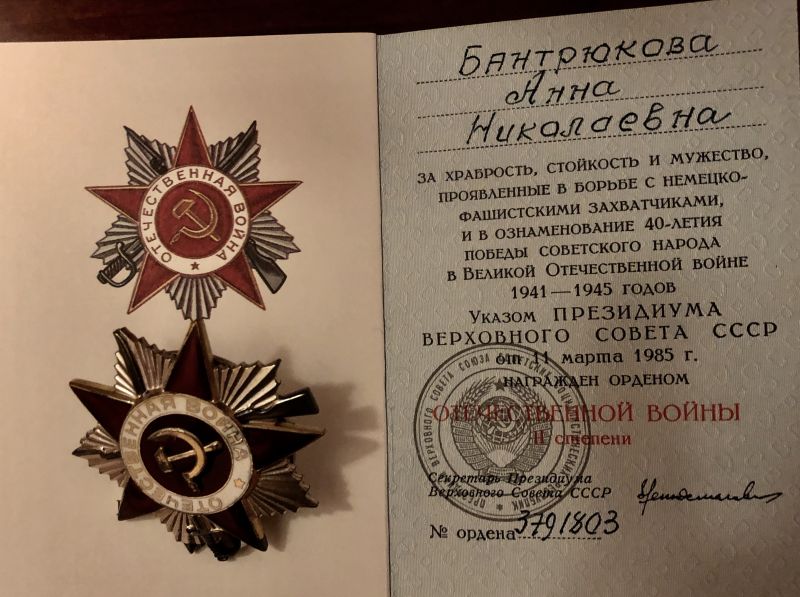 ОТЕЧЕСТВЕННАЯ ВОЙНА
ОТЕЧЕСТВЕННАЯ ВОЙНА
Бантрюкова
Анна
Николаевна
ЗА ХРАБРОСТЬ, СТОЙКОСТЬ И МУЖЕСТВО,
ПРОЯВЛЕННЫЕ В БОРЬБЕ С НЕМЕЦКО-
ФАШИСТСКИМИ ЗАХВАТЧИКАМИ,
И В ОЗНАМЕНОВАНИЕ 40-ЛЕТИЯ
ПОБЕДЫ СОВЕТСКОГО НАРОДА
В ВЕЛИКОЙ ОТЕЧЕСТВЕННОЙ ВОЙНЕ
1941—1945 ГОДОВ
УКАЗОМ ПРЕЗИДИУМА
ВЕРХОВНОГО СОВЕТА СССР
от 11 марта 1985 г.
НАГРАЖДЕН ОРДЕНОМ
ОТЕЧЕСТВЕННОЙ ВОЙНЫ
II степени
Секретарь Президиума
Верховного Совета СССР
№ ордена 3791803